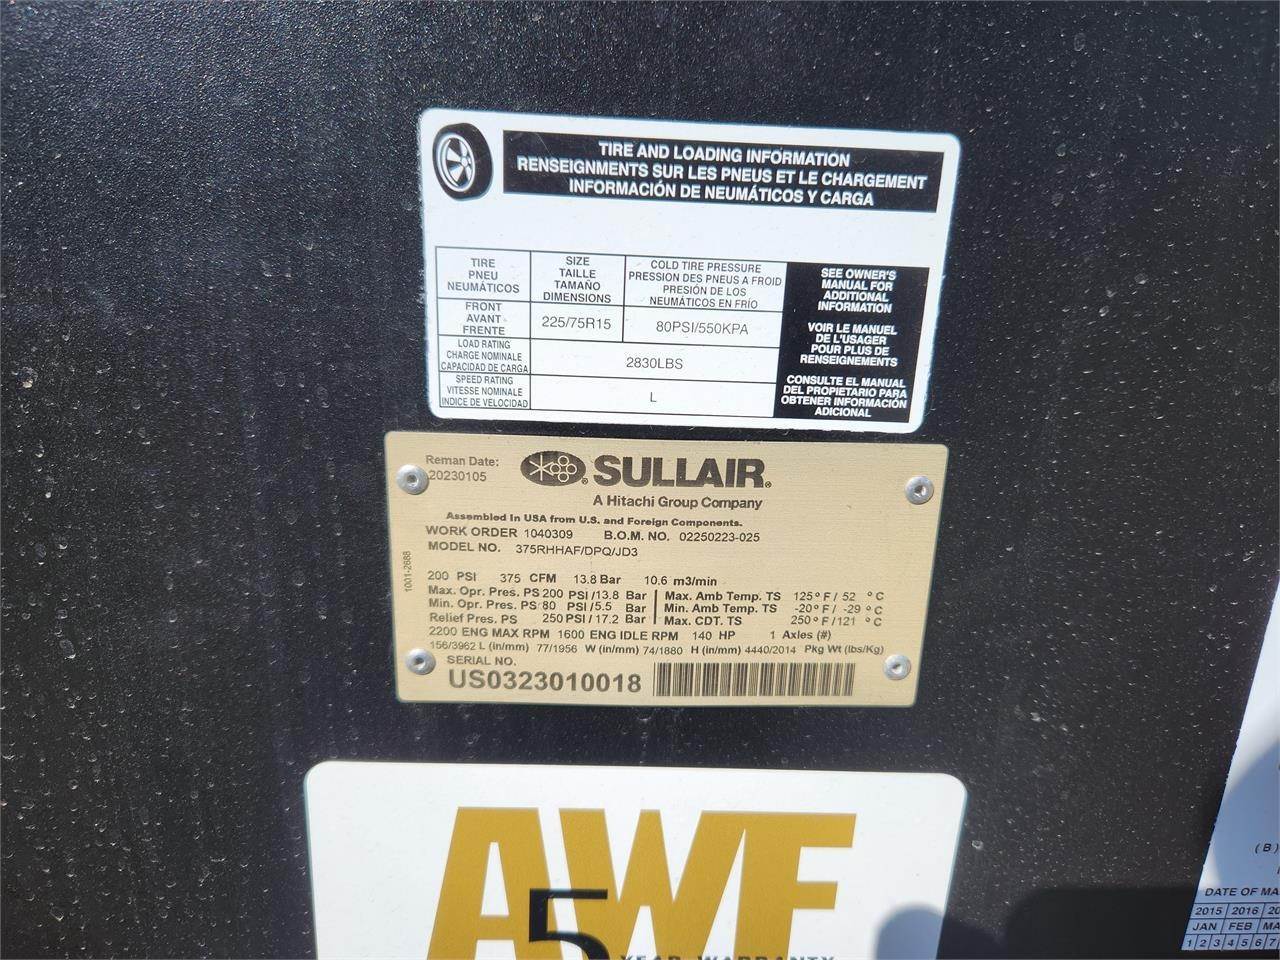 TIRE AND LOADING INFORMATION
RENSEIGNMENTS SUR LES PNEUS ET LE CHARGEMENT
INFORMACIÓN DE NEUMÁTICOS Y CARGA
TIRE
PNEU
NEUMÁTICOS
SIZE
TAILLE
TAMAÑO
DIMENSIONS
COLD TIRE PRESSURE
PRESSION DES PNEUS A FROID
PRESIÓN DE LOS
NEUMÁTICOS EN FRÍO
FRONT
AVANT
FRENTE
225/75R15
80PSI/550KPA
LOAD RATING
CHARGE NOMINALE
CAPACIDAD DE CARGA
2830LBS
SPEED RATING
VITESSE NOMINALE
INDICE DE VELOCIDAD
L
SEE OWNER'S
MANUAL FOR
ADDITIONAL
INFORMATION
VOIR LE MANUEL
DE L'USAGER
POUR PLUS DE
RENSEIGNEMENTS
CONSULTE EL MANUAL
DEL PROPIETARIO PARA
OBTENER INFORMACIÓN
ADICIONAL
Reman Date:
20230105
SULLAIR®
A Hitachi Group Company
Assembled In USA from U.S. and Foreign Components.
WORK ORDER 1040309 B.O.M. NO. 02250223-025
MODEL NO. 375RHHAF/DPQ/JD3
1001-2688
200 PSI 375 CFM 13.8 Bar 10.6 m3/min
Max. Opr. Pres. PS 200 PSI/13.8 Bar Max. Amb Temp. TS 125° F/ 52 °C
Min. Opr. Pres. PS 80 PSI/5.5 Bar Min. Amb Temp. TS -20° F/ -29 °C
Relief Pres. PS 250 PSI/17.2 Bar Max. CDT. TS 250° F/121 °C
2200 ENG MAX RPM 1600 ENG IDLE RPM 140 HP 1 Axles (#)
156/3962 L (in/mm) 77/1956 W (in/mm) 74/1880 H (in/mm) 4440/2014 Pkg Wt (lbs/Kg)
SERIAL NO.
US0323010018
AWF
5
YEAR WARRANTY
( B )
DATE OF MA
2015 2016 20
JAN FEB MA
1 2 3 4 5 6 7